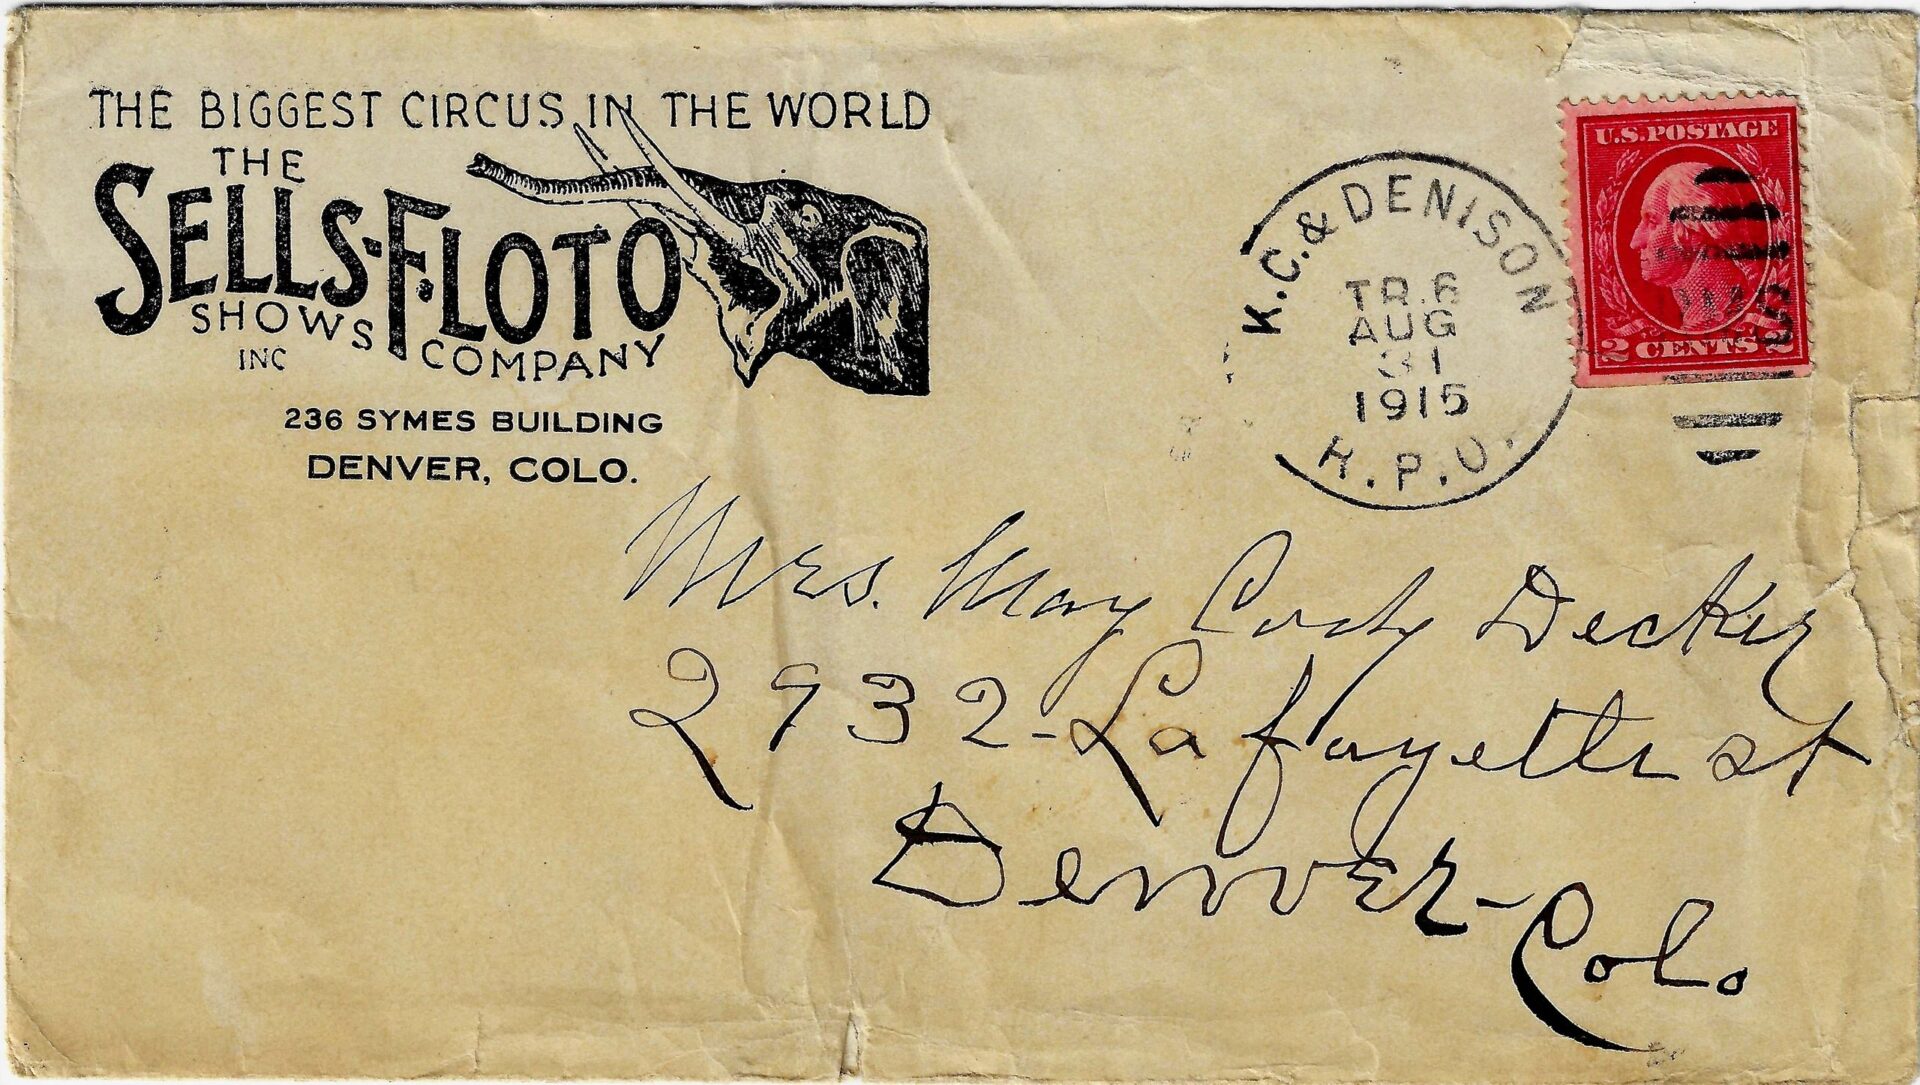 THE BIGGEST CIRCUS IN THE WORLD
THE
SELLS-FLOTO
SHOWS COMPANY
INC
236 SYMES BUILDING
DENVER, COLO.
K.C. & DENISON
TR.6
AUG
31
1915
R.P.O.
U.S. POSTAGE
2 CENTS 2
Mrs. May Cody Decker
2932-Lafayette st
Denver-Colo